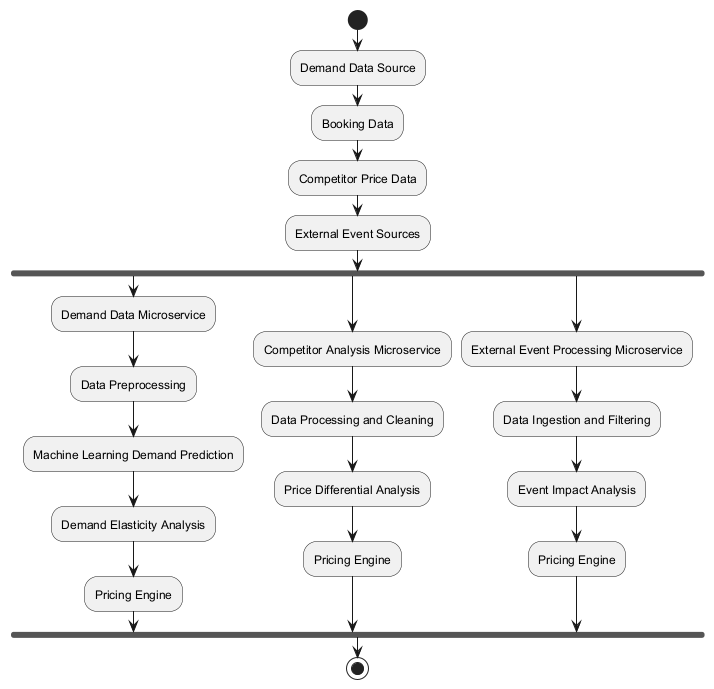 Demand Data Source
Booking Data
Competitor Price Data
External Event Sources
Demand Data Microservice
Data Preprocessing
Machine Learning Demand Prediction
Demand Elasticity Analysis
Pricing Engine
Competitor Analysis Microservice
Data Processing and Cleaning
Price Differential Analysis
Pricing Engine
External Event Processing Microservice
Data Ingestion and Filtering
Event Impact Analysis
Pricing Engine